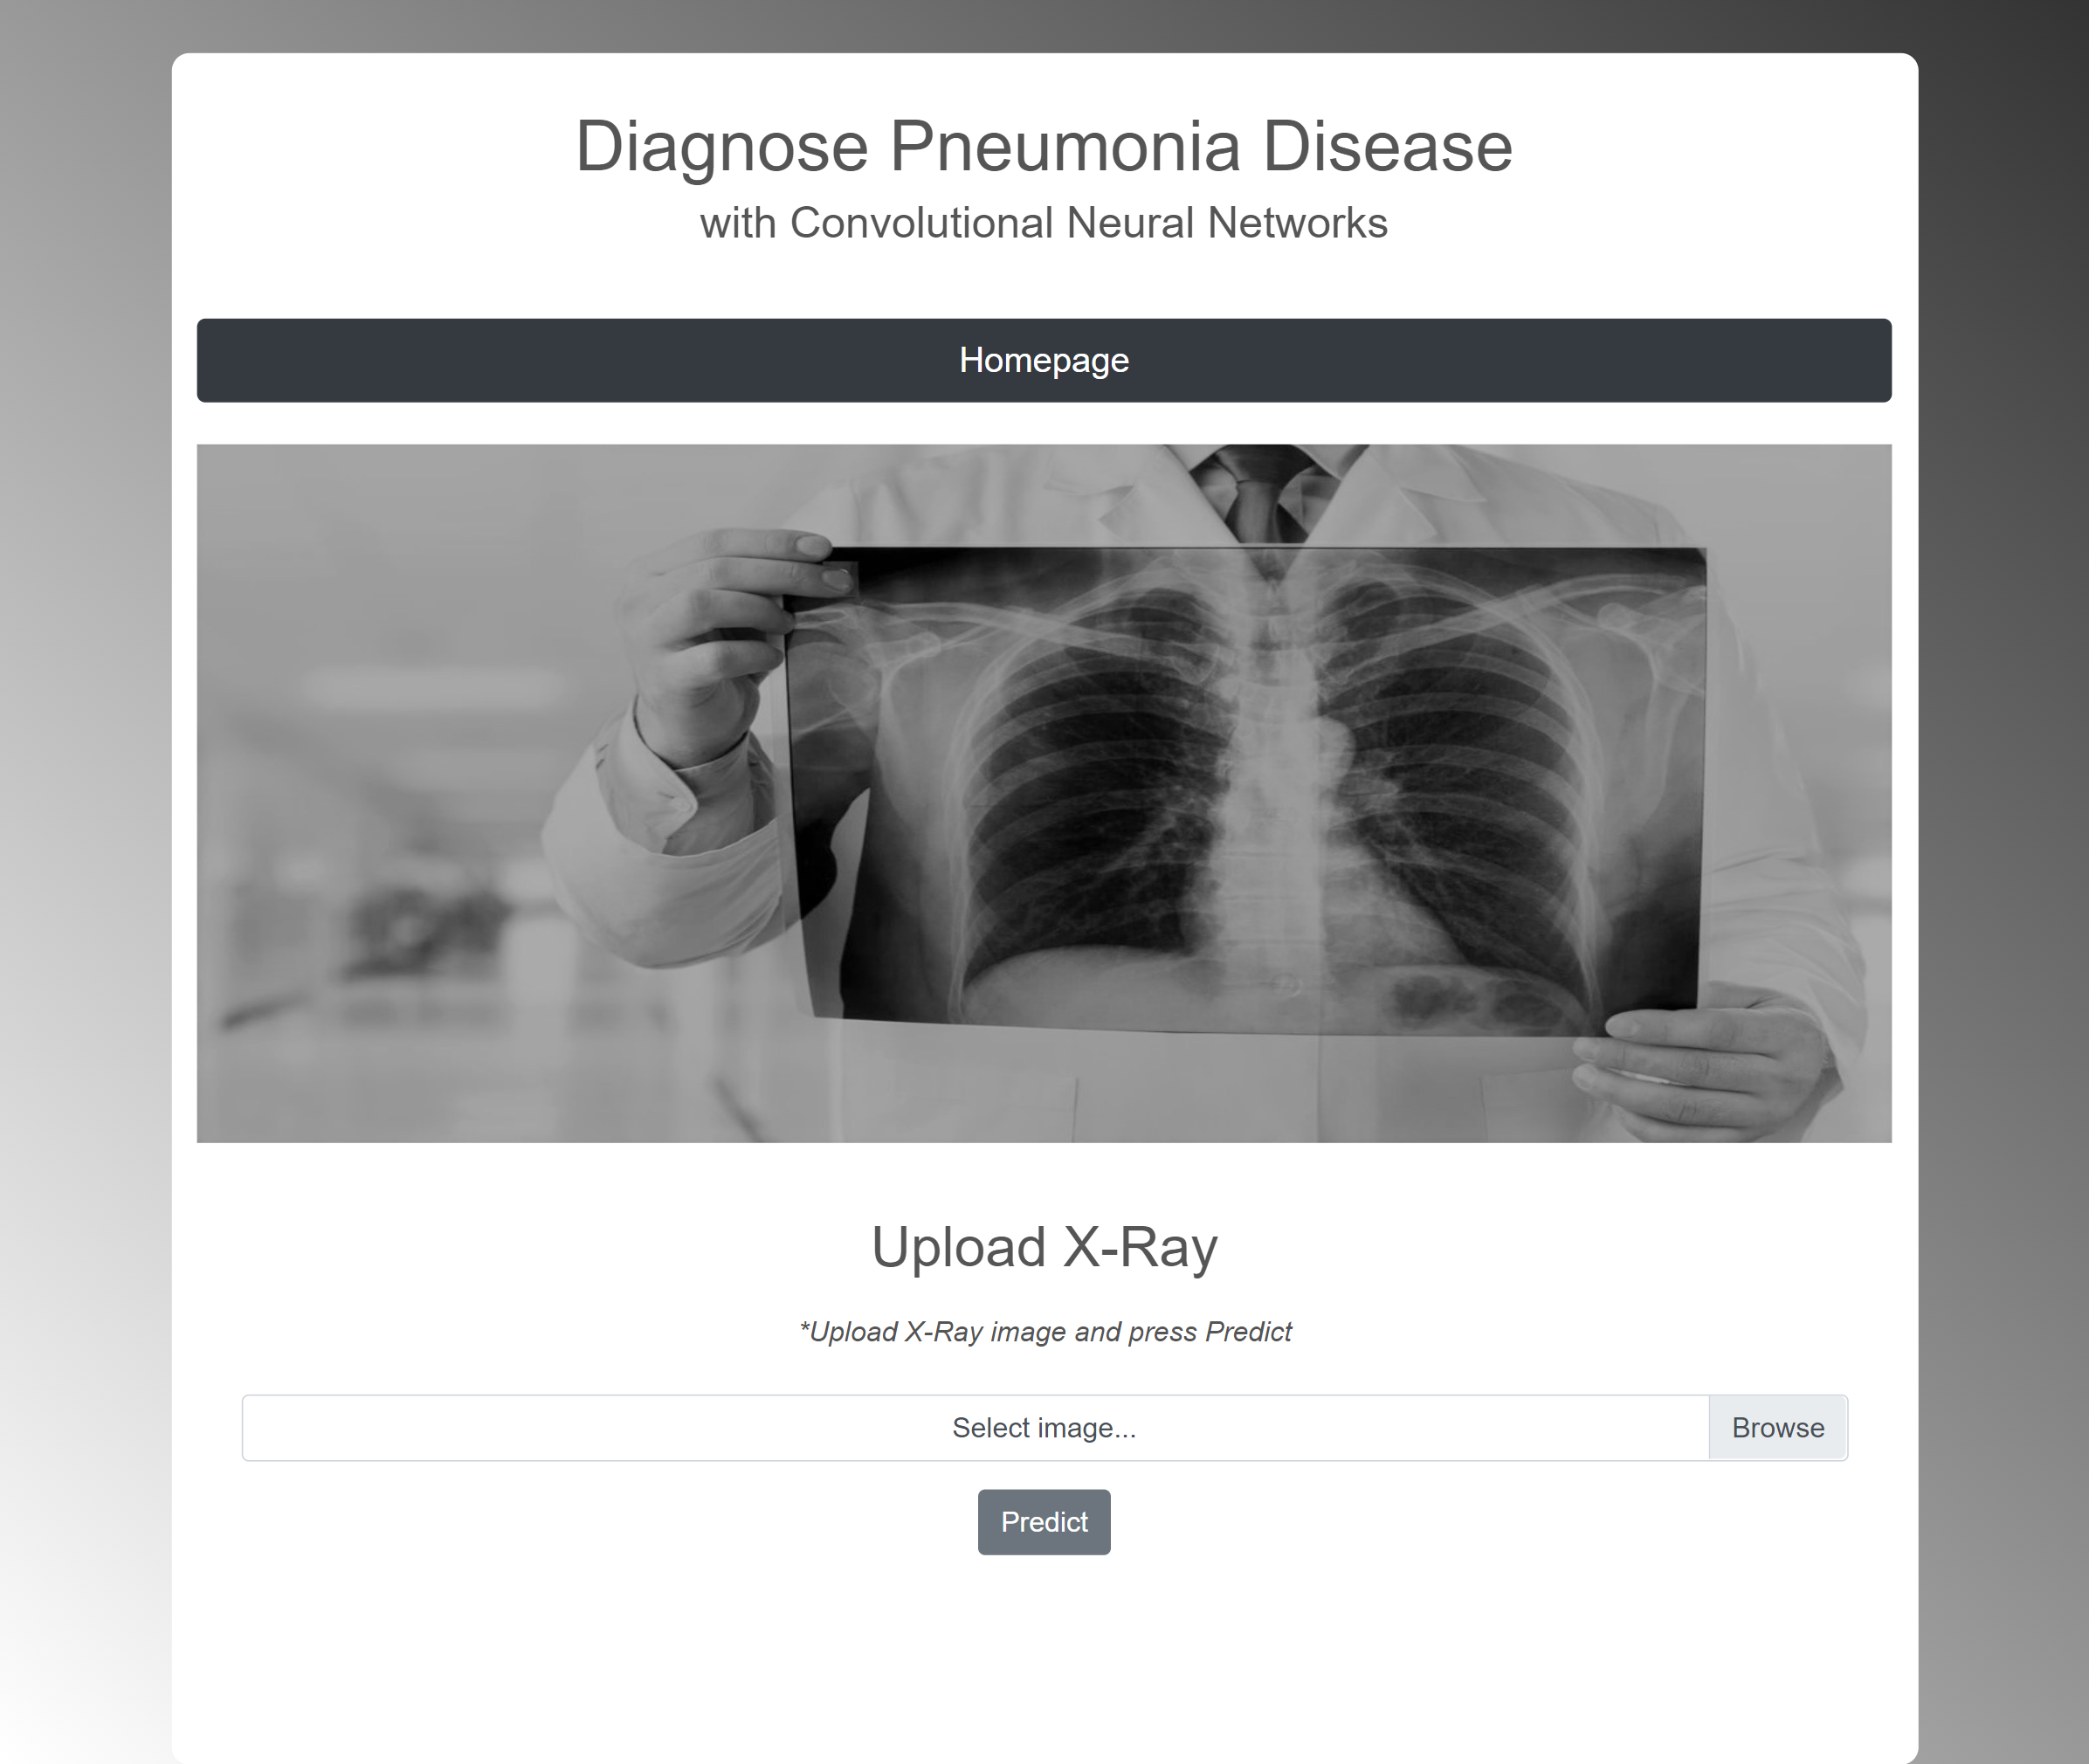 Diagnose Pneumonia Disease
with Convolutional Neural Networks
Homepage
Upload X-Ray
*Upload X-Ray image and press Predict
Select image...
Browse
Predict